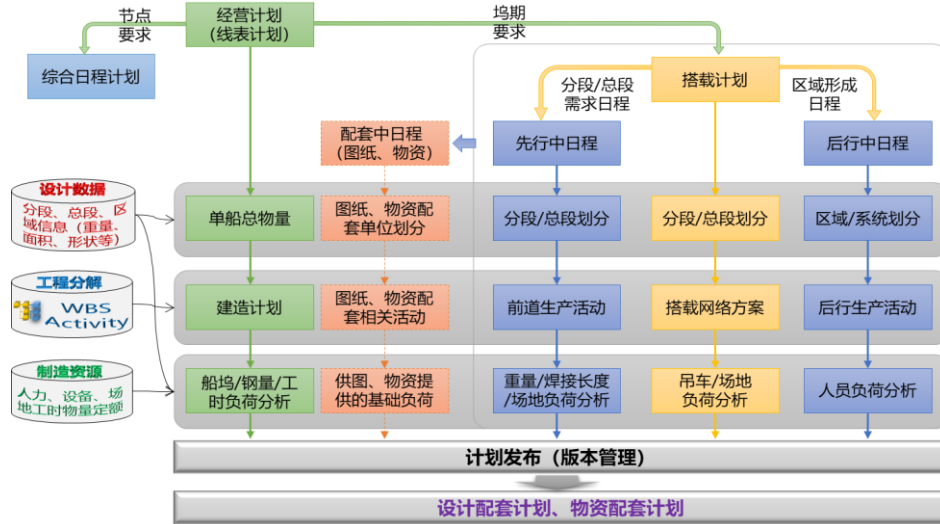 节点
要求
经营计划
(线表计划)
坞期
要求
综合日程计划
分段/总段
需求日程
搭载计划
区域形成
日程
配套中日程
(图纸、物资)
先行中日程
后行中日程
设计数据
分段、总段、区
域信息(重量、
面积、形状等)
单船总物量
图纸、物资配
套单位划分
分段/总段划分
分段/总段划分
区域/系统划分
工程分解
WBS
Activity
建造计划
图纸、物资配
套相关活动
前道生产活动
搭载网络方案
后行生产活动
制造资源
人力、设备、场
地工时物量定额
船坞/钢量/工
时负荷分析
供图、物资提
供的基础负荷
重量/焊接长度
/场地负荷分析
吊车/场地
负荷分析
人员负荷分析
计划发布(版本管理)
设计配套计划、物资配套计划